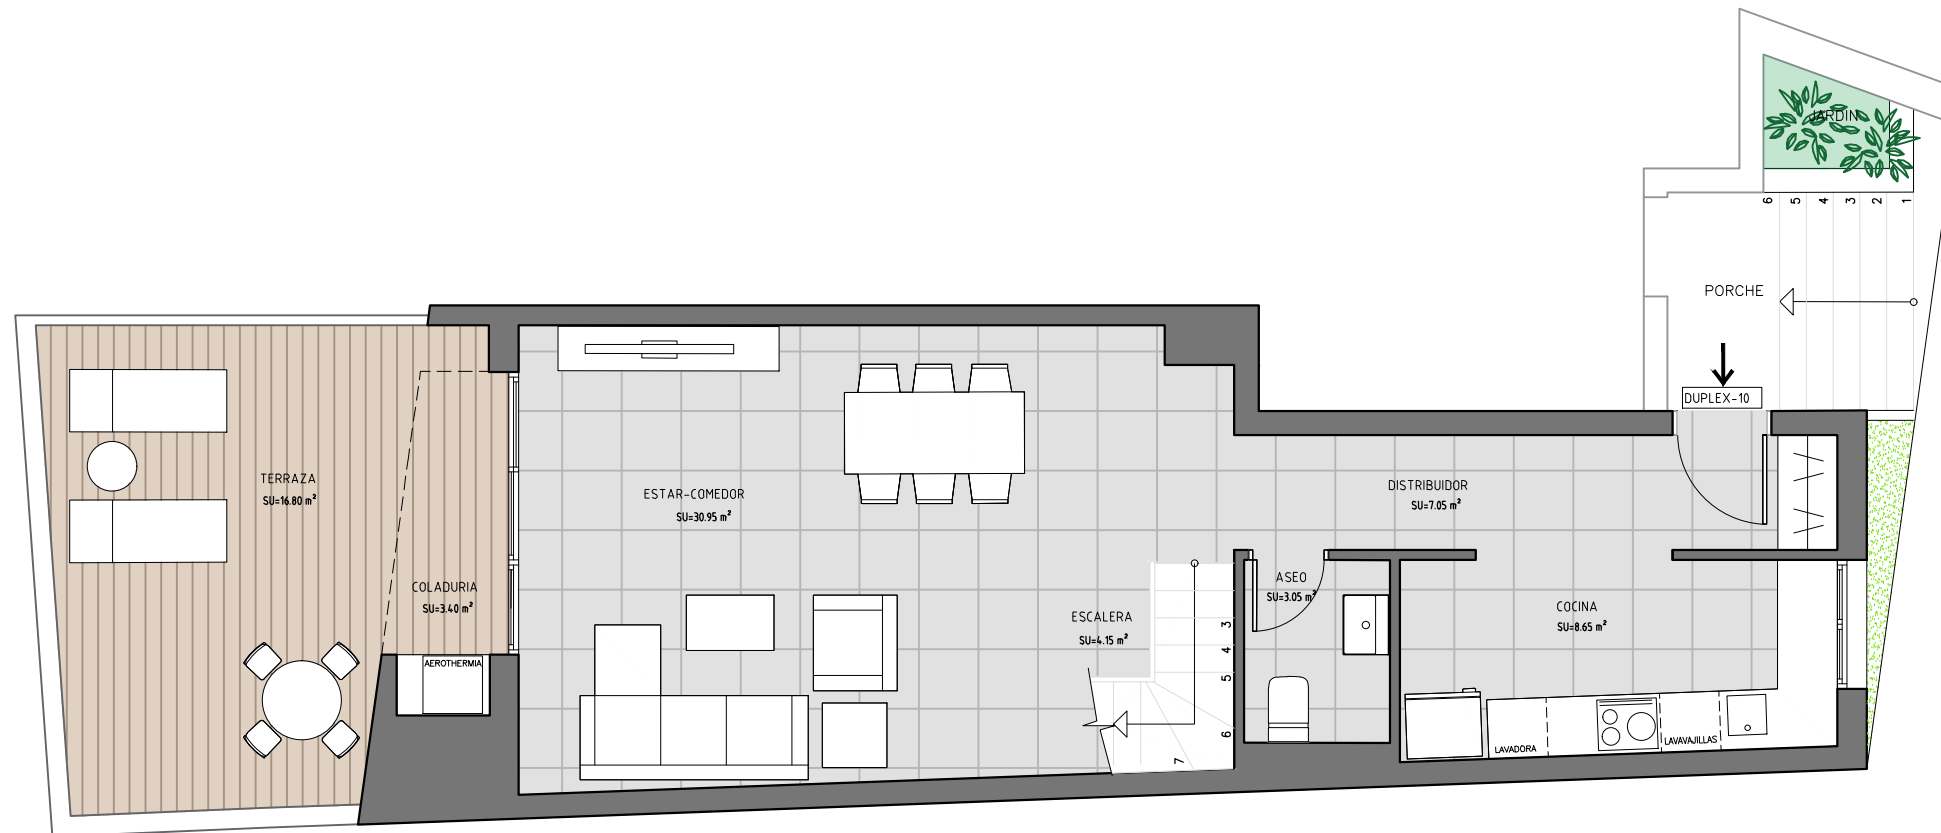 JARDIN
6 5 4 3 2 1
PORCHE
DUPLEX-10
TERRAZA
SU=16.80 m²
ESTAR-COMEDOR
SU=30.95 m²
DISTRIBUIDOR
SU=7.05 m²
COLADURIA
SU=3.40 m²
AEROTHERMIA
ESCALERA
SU=4.15 m²
3
4
5
6
7
ASEO
SU=3.05 m²
COCINA
SU=8.65 m²
LAVADORA
LAVAVAJILLAS